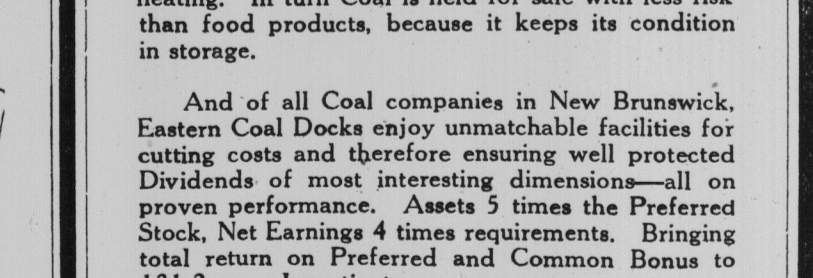 heating. In turn Coal is held for sale with less risk
than food products, because it keeps its condition
in storage.
And of all Coal companies in New Brunswick,
Eastern Coal Docks enjoy unmatchable facilities for
cutting costs and therefore ensuring well protected
Dividends of most interesting dimensions—all on
proven performance. Assets 5 times the Preferred
Stock, Net Earnings 4 times requirements. Bringing
total return on Preferred and Common Bonus to